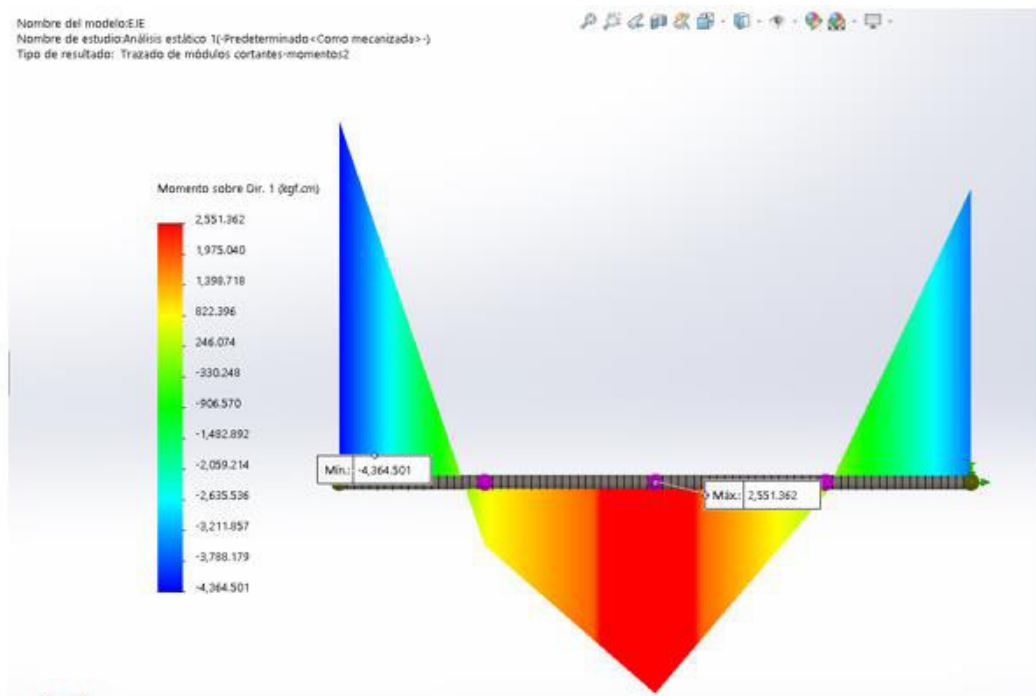 Nombre del modelo:EJE
Nombre de estudio:Análisis estático 1(-Predeterminado<Como mecanizada>-)
Tipo de resultado: Trazado de módulos cortantes-momentos2
Momento sobre Dir. 1 (kgf.cm)
2,551.362
1,975.040
1,398.718
822.396
246.074
-330.248
-906.570
-1,482.892
-2,059.214
-2,635.536
-3,211.857
-3,788.179
-4,364.501
Mín.: -4,364.501
Máx.: 2,551.362